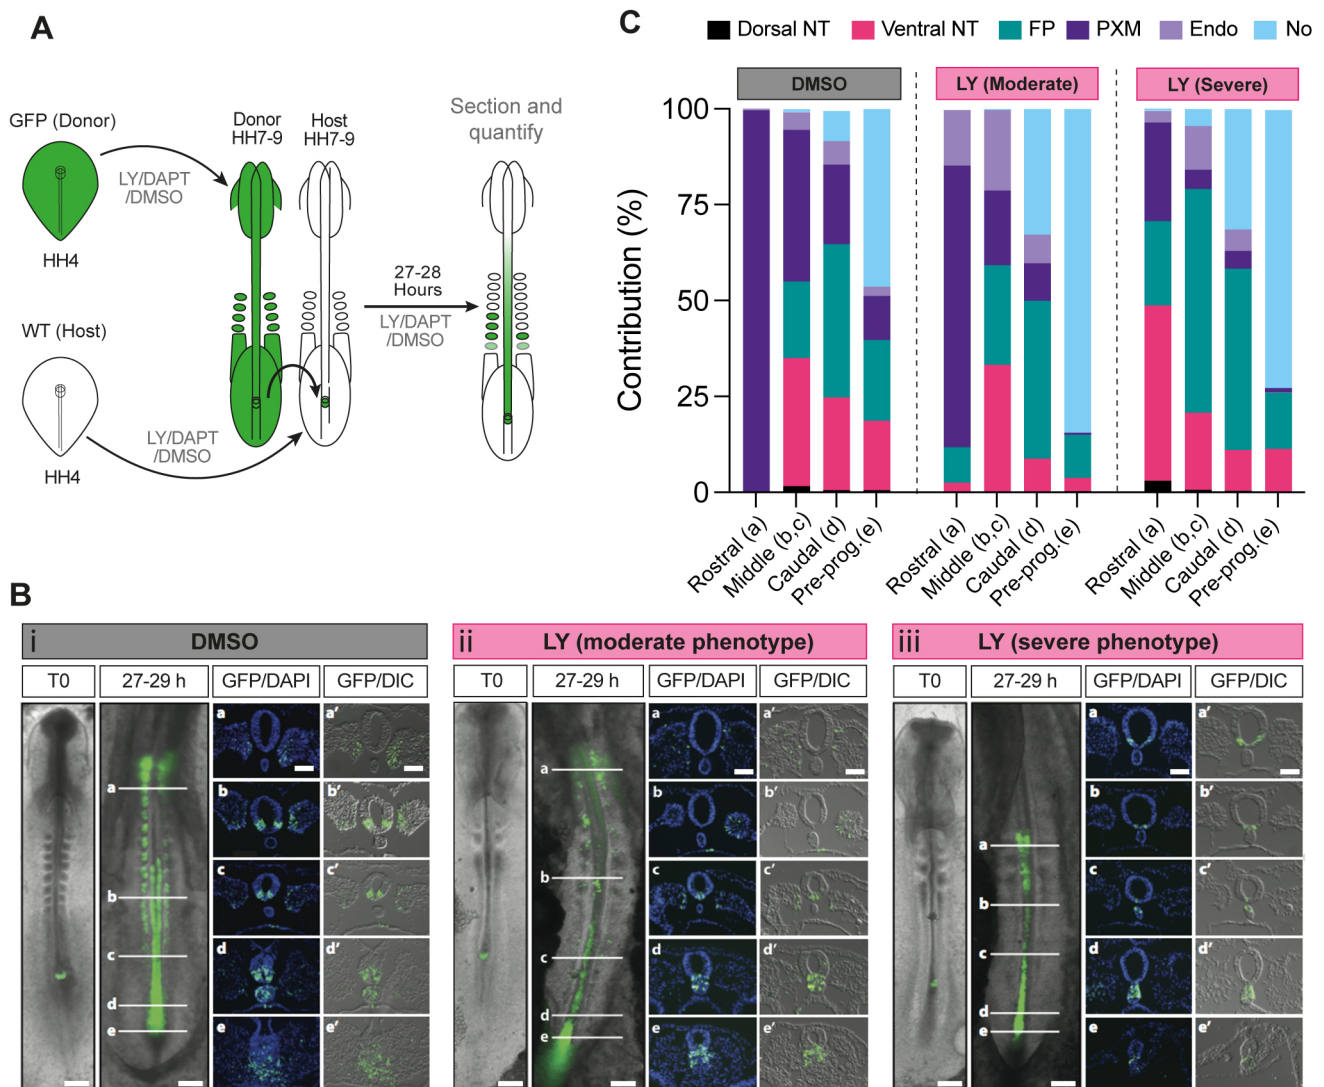 A
GFP (Donor)
HH4
LY/DAPT
/DMSO
WT (Host)
HH4
LY/DAPT
/DMSO
Donor
HH7-9
Host
HH7-9
27-28
Hours
LY/DAPT
/DMSO
Section and
quantify
C
Dorsal NT Ventral NT FP PXM Endo No
DMSO LY (Moderate) LY (Severe)
Contribution (%)
100
75
50
25
0
Rostral (a) Middle (b,c) Caudal (d) Pre-prog.(e) Rostral (a) Middle (b,c) Caudal (d) Pre-prog.(e) Rostral (a) Middle (b,c) Caudal (d) Pre-prog.(e)
B
i DMSO
T0 27-29 h GFP/DAPI GFP/DIC
a
b
c
d
e
a a'
b b'
c c'
d d'
e e'
ii LY (moderate phenotype)
T0 27-29 h GFP/DAPI GFP/DIC
a
b
c
d
e
a a'
b b'
c c'
d d'
e e'
iii LY (severe phenotype)
T0 27-29 h GFP/DAPI GFP/DIC
a
b
c
d
e
a a'
b b'
c c'
d d'
e e'